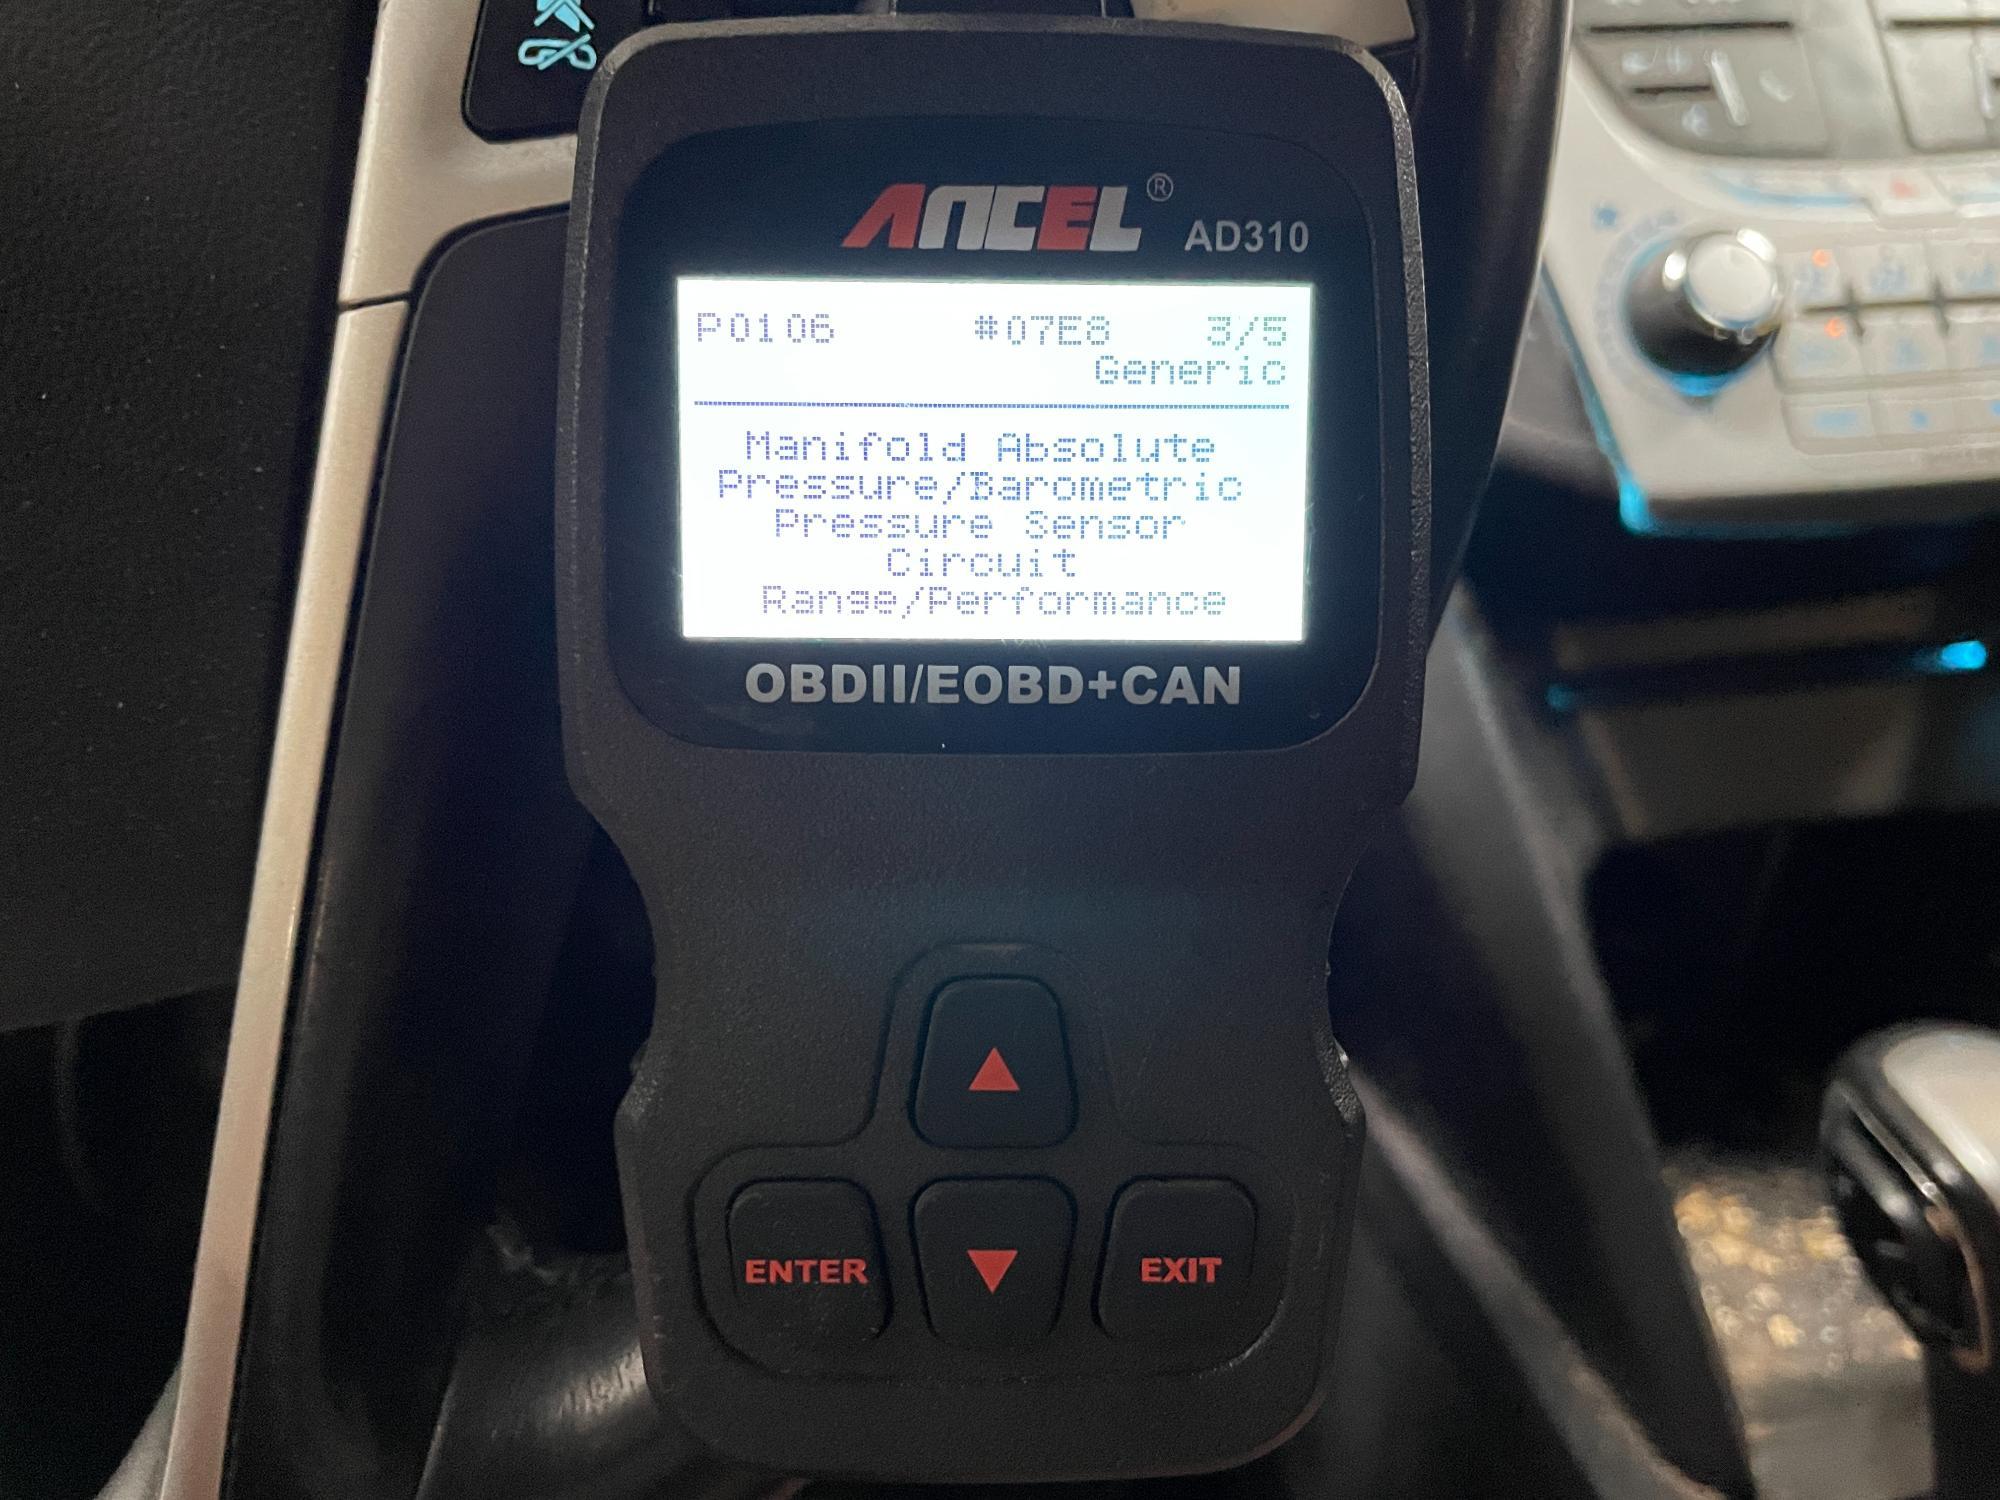 ANCEL®
AD310
P0106 #07E8 3/5
Generic
Manifold Absolute
Pressure/Barometric
Pressure Sensor
Circuit
Range/Performance
OBDII/EOBD+CAN
ENTER
EXIT